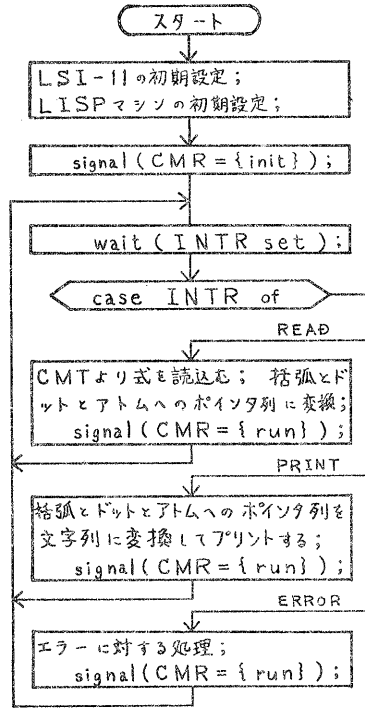 スタート
LSI-11の初期設定;
LISPマシンの初期設定;
signal(CMR={init});
wait(INTR set);
case INTR of
READ
CMTより式を読込む; 括弧とド
ットとアトムへのポインタ列に変換;
signal(CMR={run});
PRINT
括弧とドットとアトムへのポインタ列を
文字列に変換してプリントする;
signal(CMR={run});
ERROR
エラーに対する処理;
signal(CMR={run});